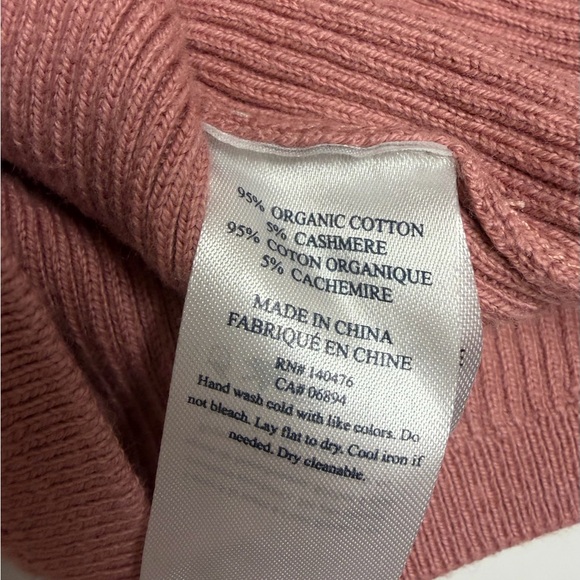 95% ORGANIC COTTON
5% CASHMERE
95% COTON ORGANIQUE
5% CACHEMIRE
MADE IN CHINA
FABRIQUÉ EN CHINE
RN# 140476
CA# 06894
Hand wash cold with like colors. Do
not bleach. Lay flat to dry. Cool iron if
needed. Dry cleanable.